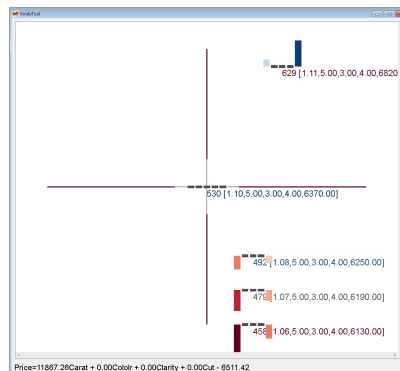 XmdvTool
629 [1.11,5.00,3.00,4.00,6820
530 [1.10,5.00,3.00,4.00,6370.00]
492 [1.08,5.00,3.00,4.00,6250.00]
479 [1.07,5.00,3.00,4.00,6190.00]
458 [1.06,5.00,3.00,4.00,6130.00]
Price=11867.26Carat + 0.00Cololr + 0.00Clarity + 0.00Cut - 6511.42